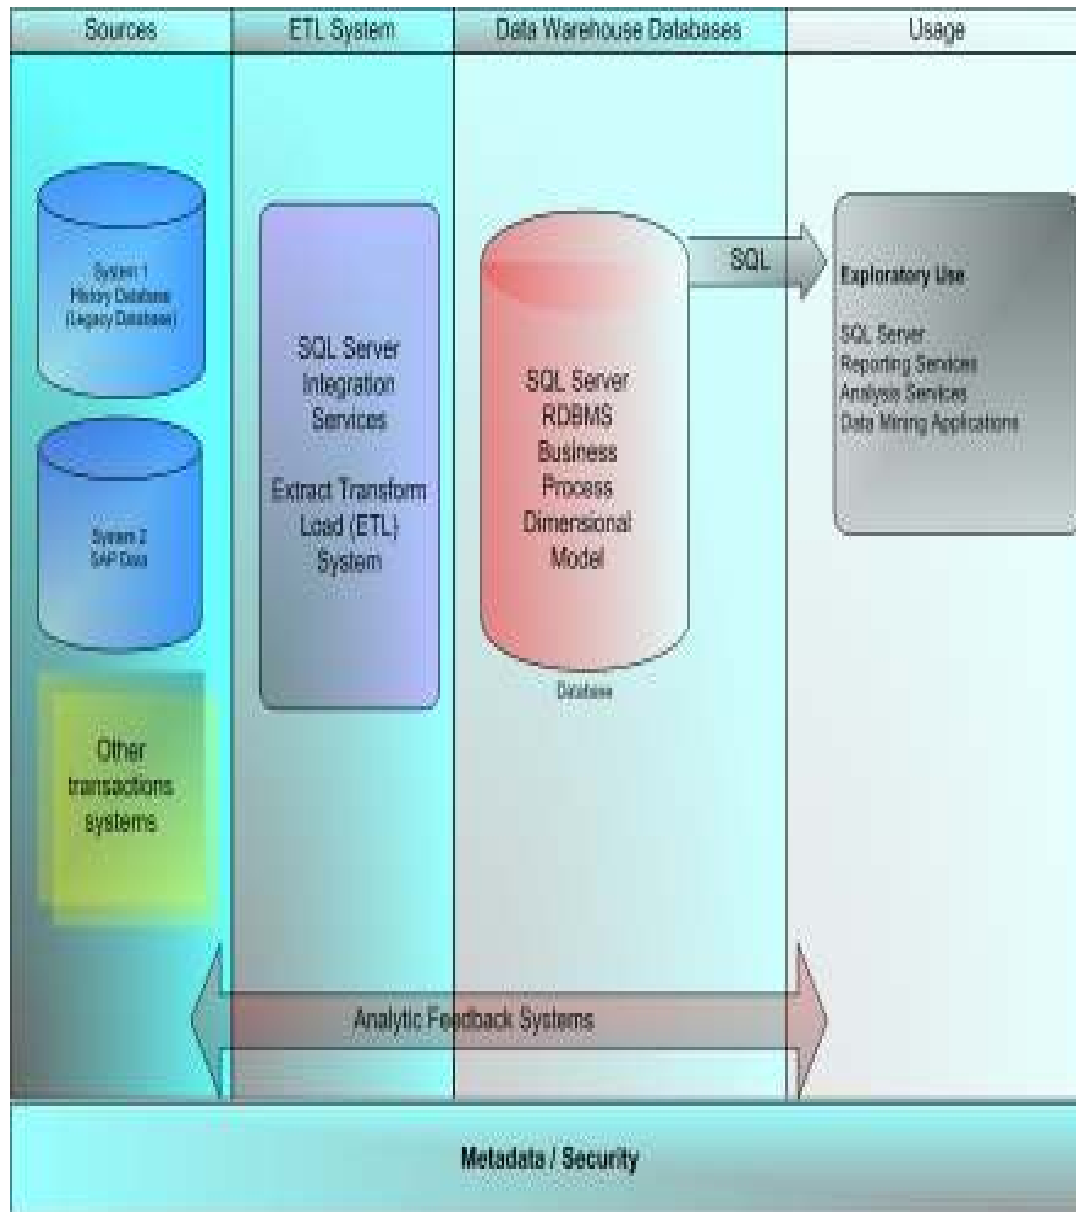 Sources
ETL System
Data Warehouse Databases
Usage
System 1
History Database
(Legacy Database)
System 2
SAP Data
Other
transactions
systems
SQL Server
Integration
Services
Extract Transform
Load (ETL)
System
SQL Server
RDBMS
Business
Process
Dimensional
Model
Database
SQL
Exploratory Use
SQL Server
Reporting Services
Analysis Services
Data Mining Applications
Analytic Feedback Systems
Metadata / Security